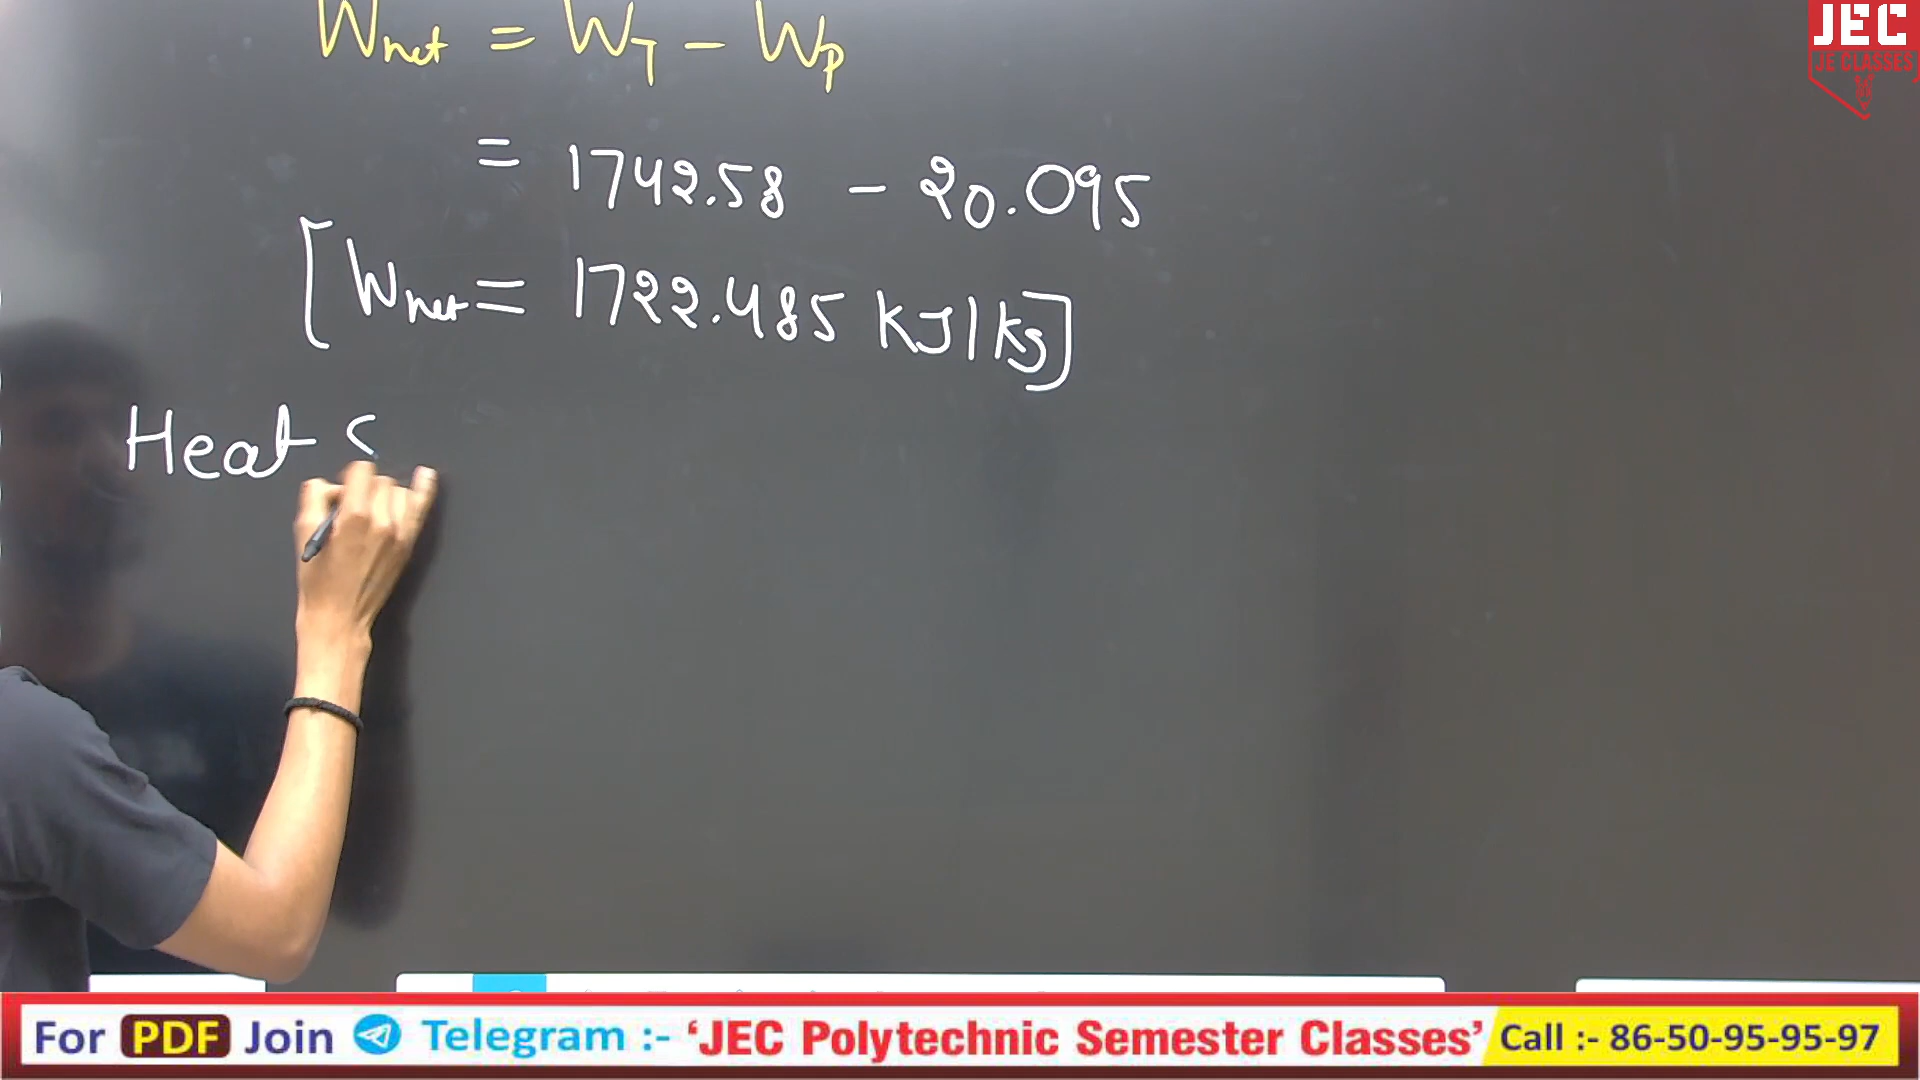 Wnet = WT - Wp
= 1742.58 - 20.095
[Wnet = 1722.485 kJ/kg]
Heat S
JEC
JE CLASSES
For PDF Join Telegram :- ‘JEC Polytechnic Semester Classes’ Call :- 86-50-95-95-97